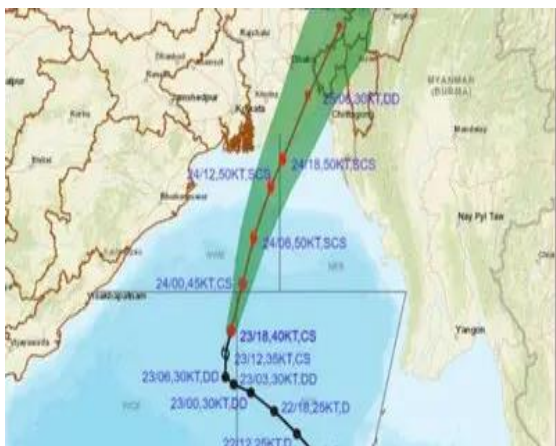 Rajshahi
Dhaka
Ranchi
Jamshedpur
Kolkata
MYANMAR
(BURMA)
25/06,30KT,DD
Chittagong
Mandalay
24/18,50KT,SCS
24/12,50KT,SCS
Bhubaneswar
Nay Pyi Taw
24/06,50KT,SCS
24/00,45KT,CS
Visakhapatnam
23/18,40KT,CS
Yangon
23/12,35KT,CS
23/06,30KT,DD
23/03,30KT,DD
23/00,30KT,DD
22/18,25KT,D
22/12,25KT,D